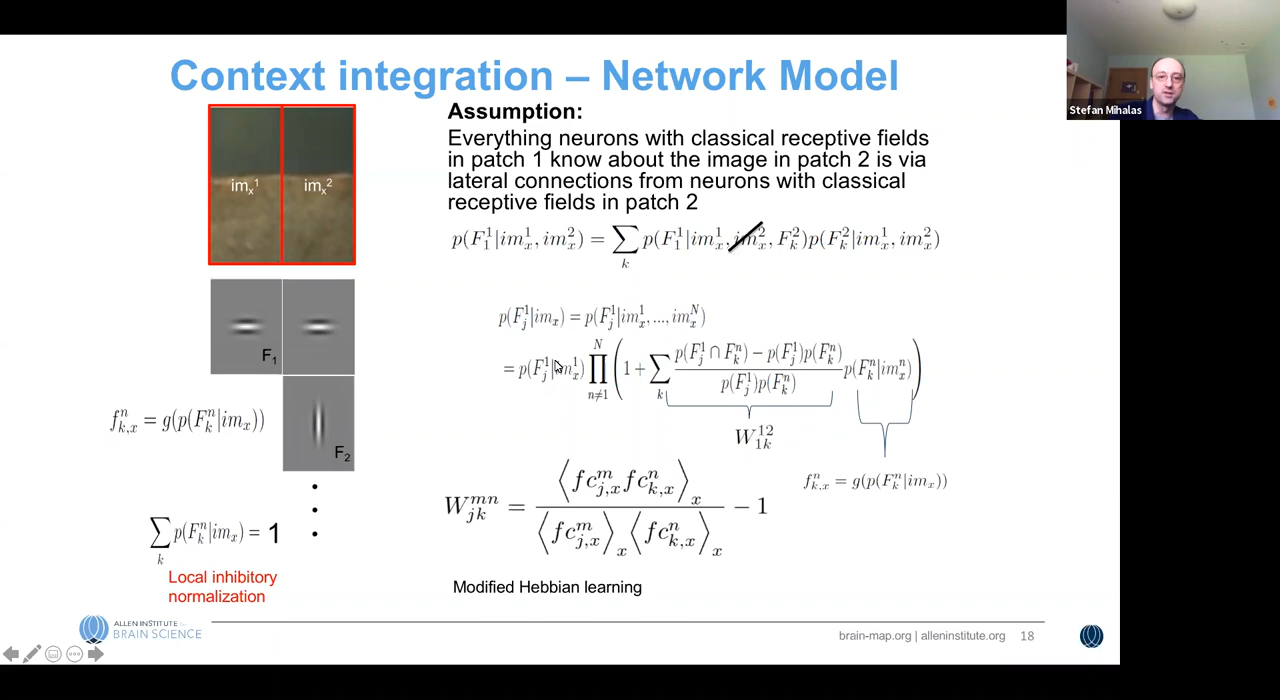 Context integration – Network Model
Stefan Mihalas
im_x^1 im_x^2
Assumption:
Everything neurons with classical receptive fields
in patch 1 know about the image in patch 2 is via
lateral connections from neurons with classical
receptive fields in patch 2
p(F_1^1|im_x^1, im_x^2) = ∑_k p(F_1^1|im_x^1, im_x^2, F_k^2)p(F_k^2|im_x^1, im_x^2)
F_1
F_2
f_{k,x}^n = g(p(F_k^n|im_x))
∑_k p(F_k^n|im_x) = 1
Local inhibitory
normalization
p(F_j^1|im_x) = p(F_j^1|im_x^1, ..., im_x^N)
= p(F_j^1|im_x^1) ∏_{n≠1}^N (1 + ∑_k (p(F_j^1 ∩ F_k^n) − p(F_j^1)p(F_k^n)) / (p(F_j^1)p(F_k^n)) p(F_k^n|im_x^n))
W_{1k}^{12}
f_{k,x}^n = g(p(F_k^n|im_x))
W_{jk}^{mn} = ⟨fc_{j,x}^m fc_{k,x}^n⟩_x / (⟨fc_{j,x}^m⟩_x ⟨fc_{k,x}^n⟩_x) − 1
Modified Hebbian learning
ALLEN INSTITUTE for
BRAIN SCIENCE
brain-map.org | alleninstitute.org 18